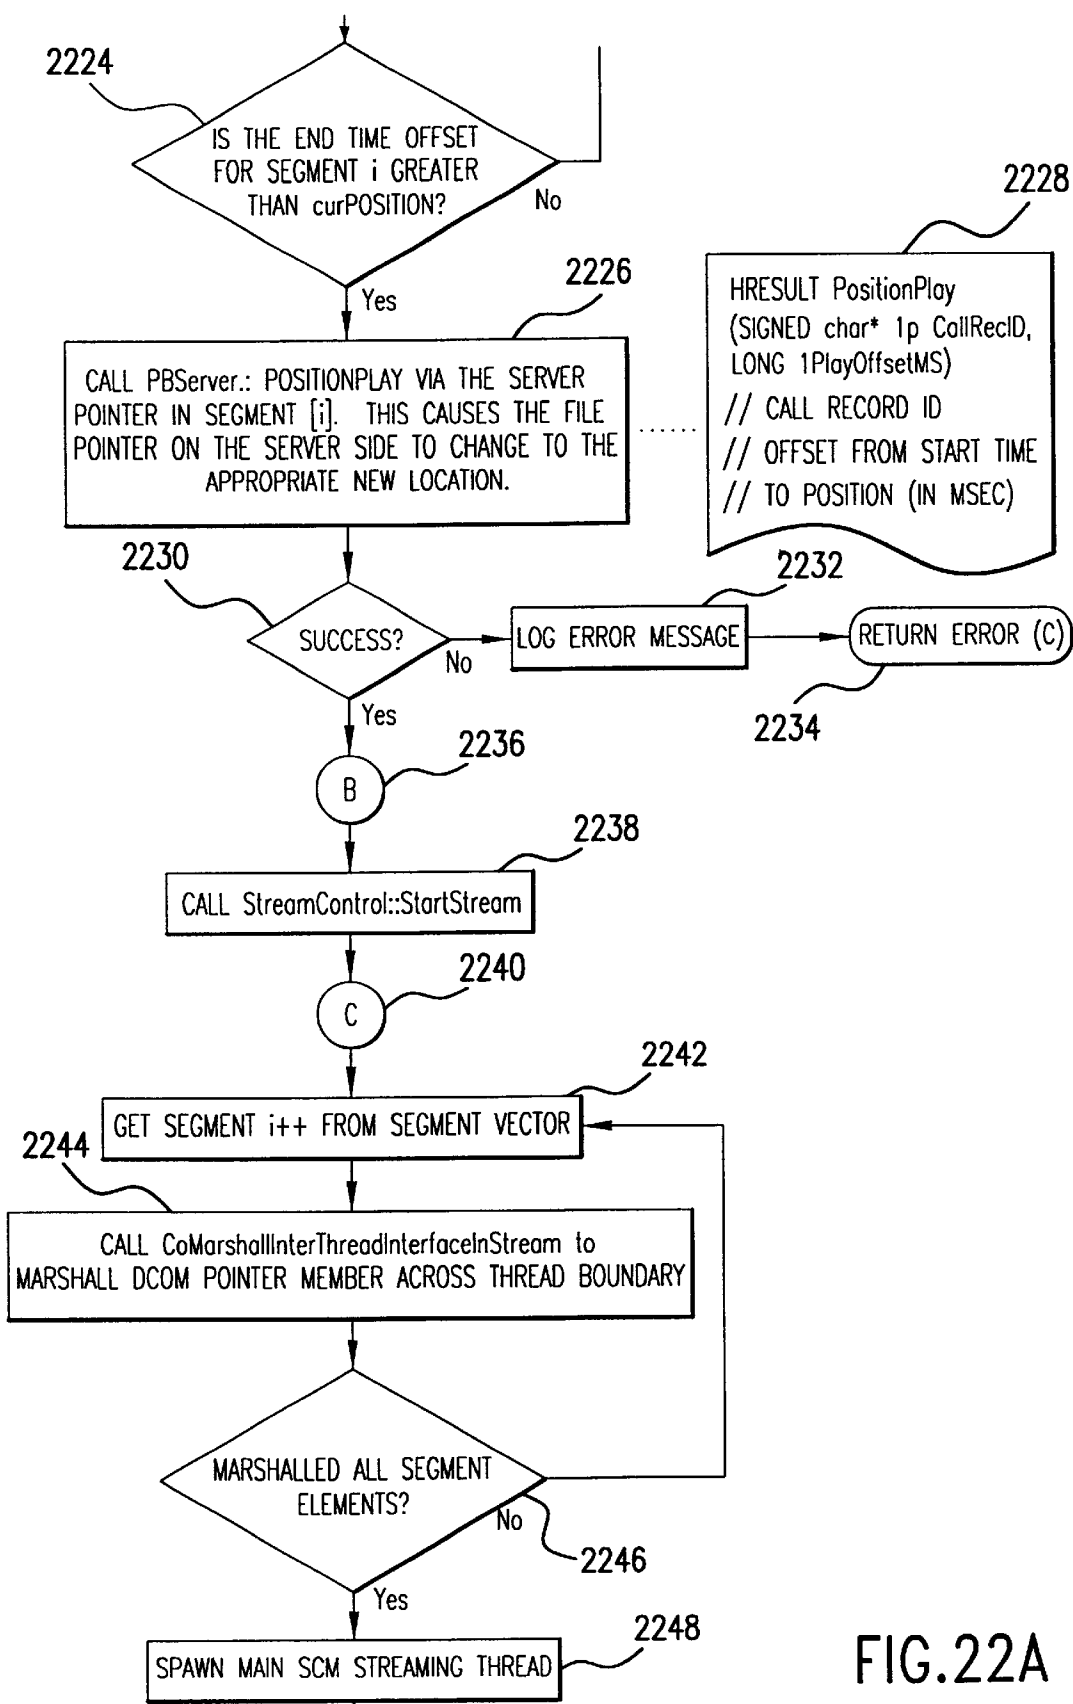 2224
IS THE END TIME OFFSET
FOR SEGMENT i GREATER
THAN curPOSITION?
No
Yes
2226
CALL PBServer.: POSITIONPLAY VIA THE SERVER
POINTER IN SEGMENT [i]. THIS CAUSES THE FILE
POINTER ON THE SERVER SIDE TO CHANGE TO THE
APPROPRIATE NEW LOCATION.
2228
HRESULT PositionPlay
(SIGNED char* 1p CallRecID,
LONG 1PlayOffsetMS)
// CALL RECORD ID
// OFFSET FROM START TIME
// TO POSITION (IN MSEC)
2230
SUCCESS?
No
Yes
2232
LOG ERROR MESSAGE
RETURN ERROR (C)
2234
2236
B
2238
CALL StreamControl::StartStream
2240
C
2242
GET SEGMENT i++ FROM SEGMENT VECTOR
2244
CALL CoMarshallInterThreadInterfaceInStream to
MARSHALL DCOM POINTER MEMBER ACROSS THREAD BOUNDARY
MARSHALLED ALL SEGMENT
ELEMENTS?
No
2246
Yes
2248
SPAWN MAIN SCM STREAMING THREAD
FIG.22A